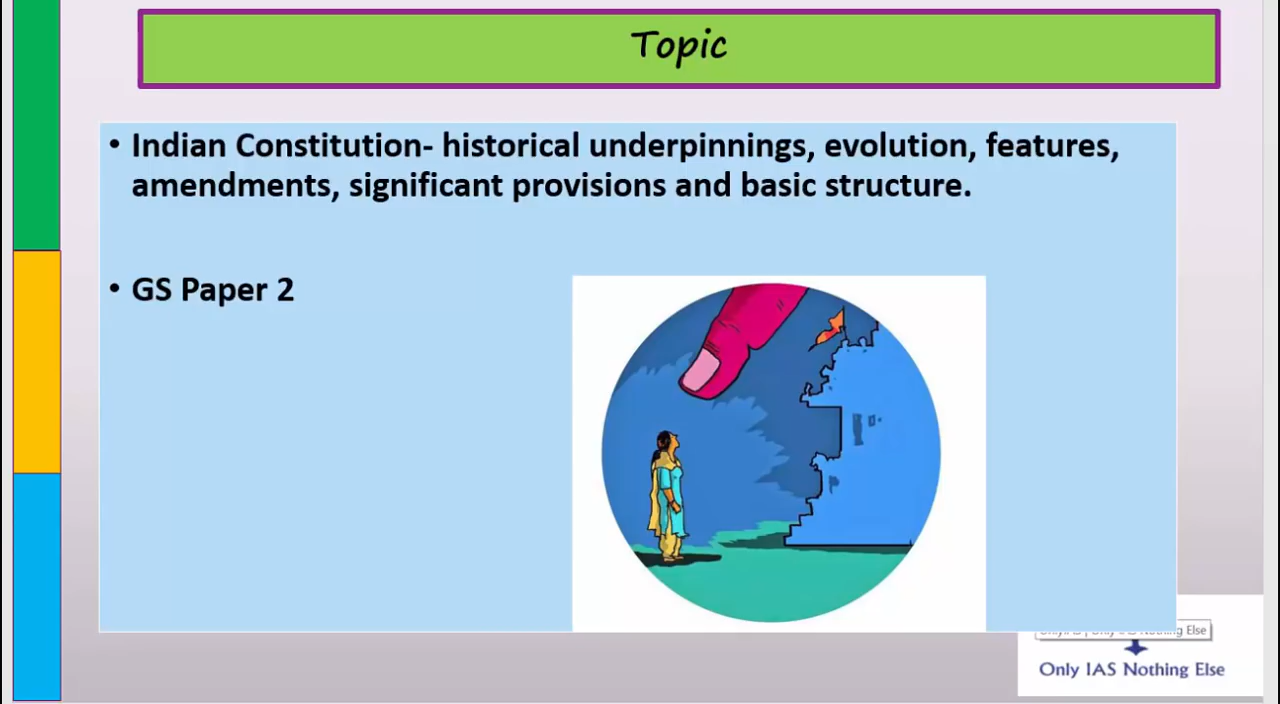 Topic
• Indian Constitution- historical underpinnings, evolution, features,
amendments, significant provisions and basic structure.
• GS Paper 2
Else
Only IAS Nothing Else